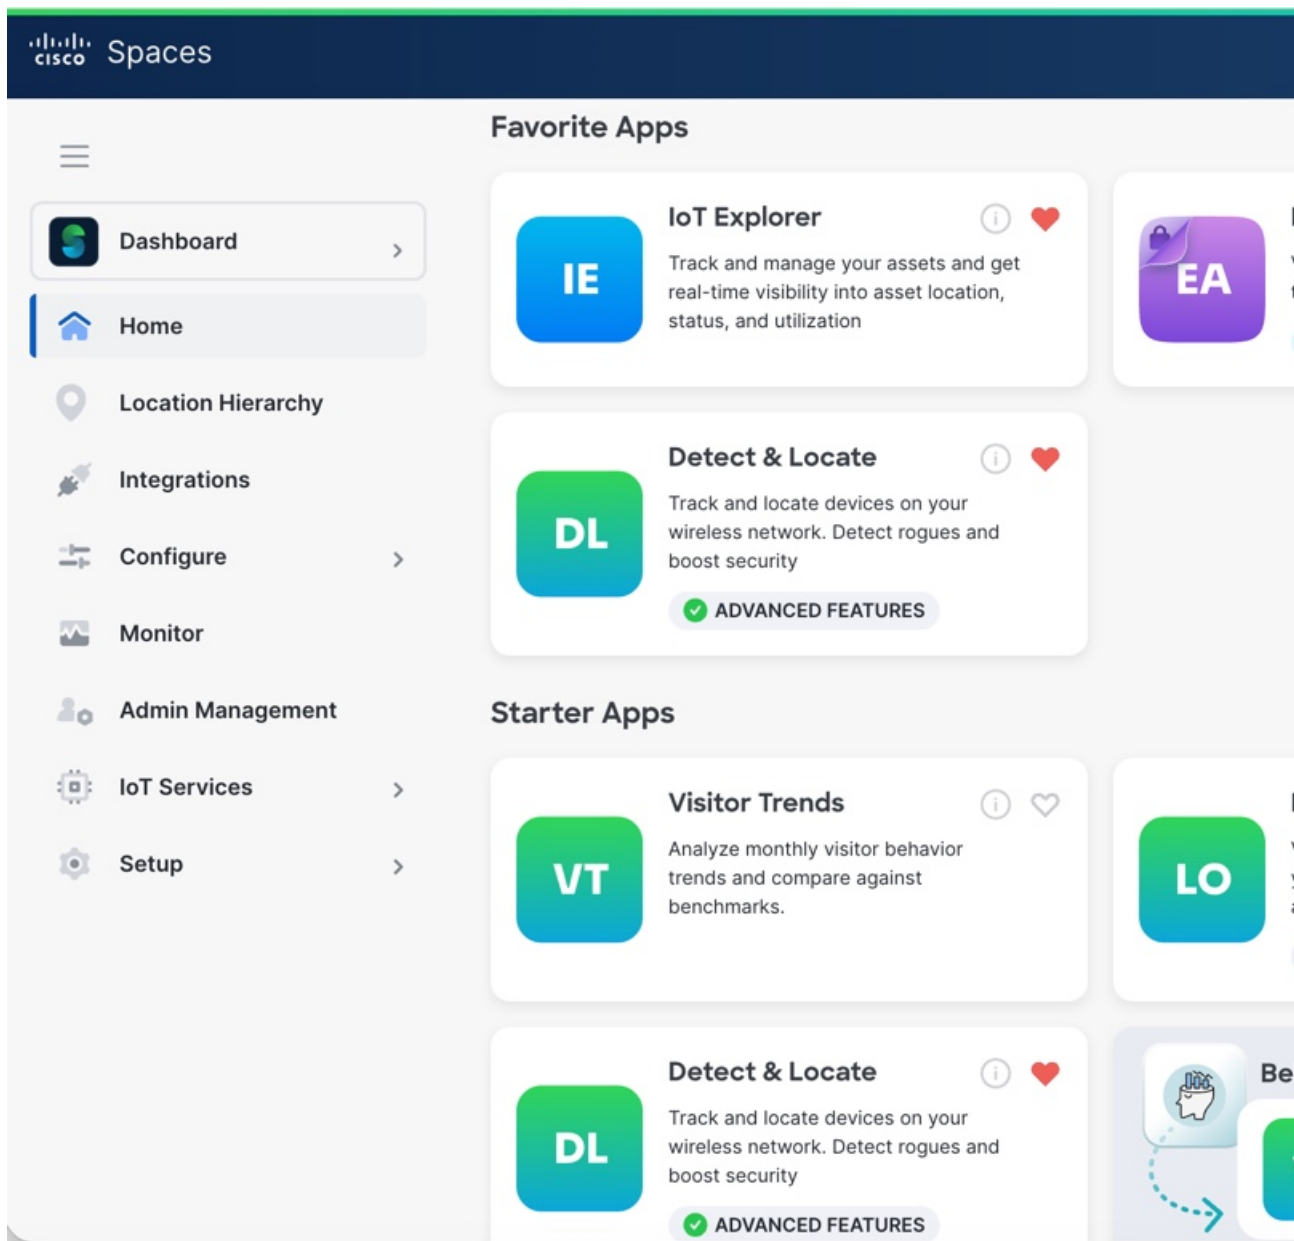 CISCO Spaces
Favorite Apps
Dashboard
Home
Location Hierarchy
Integrations
Configure
Monitor
Admin Management
IoT Services
Setup
IE
IoT Explorer
Track and manage your assets and get
real-time visibility into asset location,
status, and utilization
EA
DL
Detect & Locate
Track and locate devices on your
wireless network. Detect rogues and
boost security
ADVANCED FEATURES
Starter Apps
VT
Visitor Trends
Analyze monthly visitor behavior
trends and compare against
benchmarks.
LO
DL
Detect & Locate
Track and locate devices on your
wireless network. Detect rogues and
boost security
ADVANCED FEATURES
Be